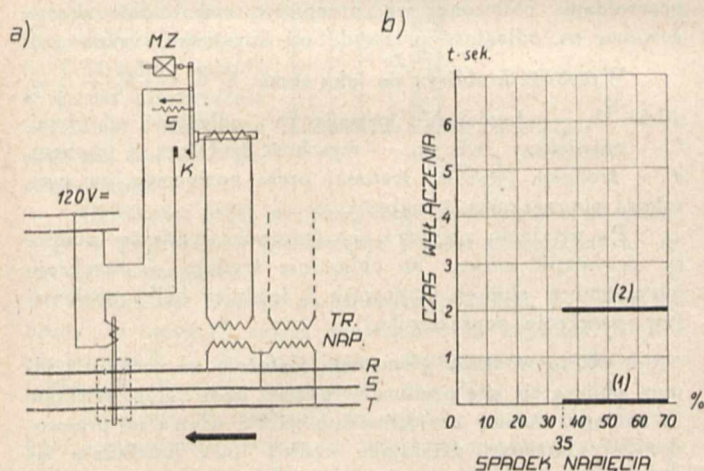 a)
MZ
S
K
120V=
TR.
NAP.
R
S
T
b)
t·sek.
CZAS WYŁĄCZENIA
6
5
4
3
2
1
(2)
(1)
0 10 20 30 40 50 60 70 %
35
SPADEK NAPIĘCIA